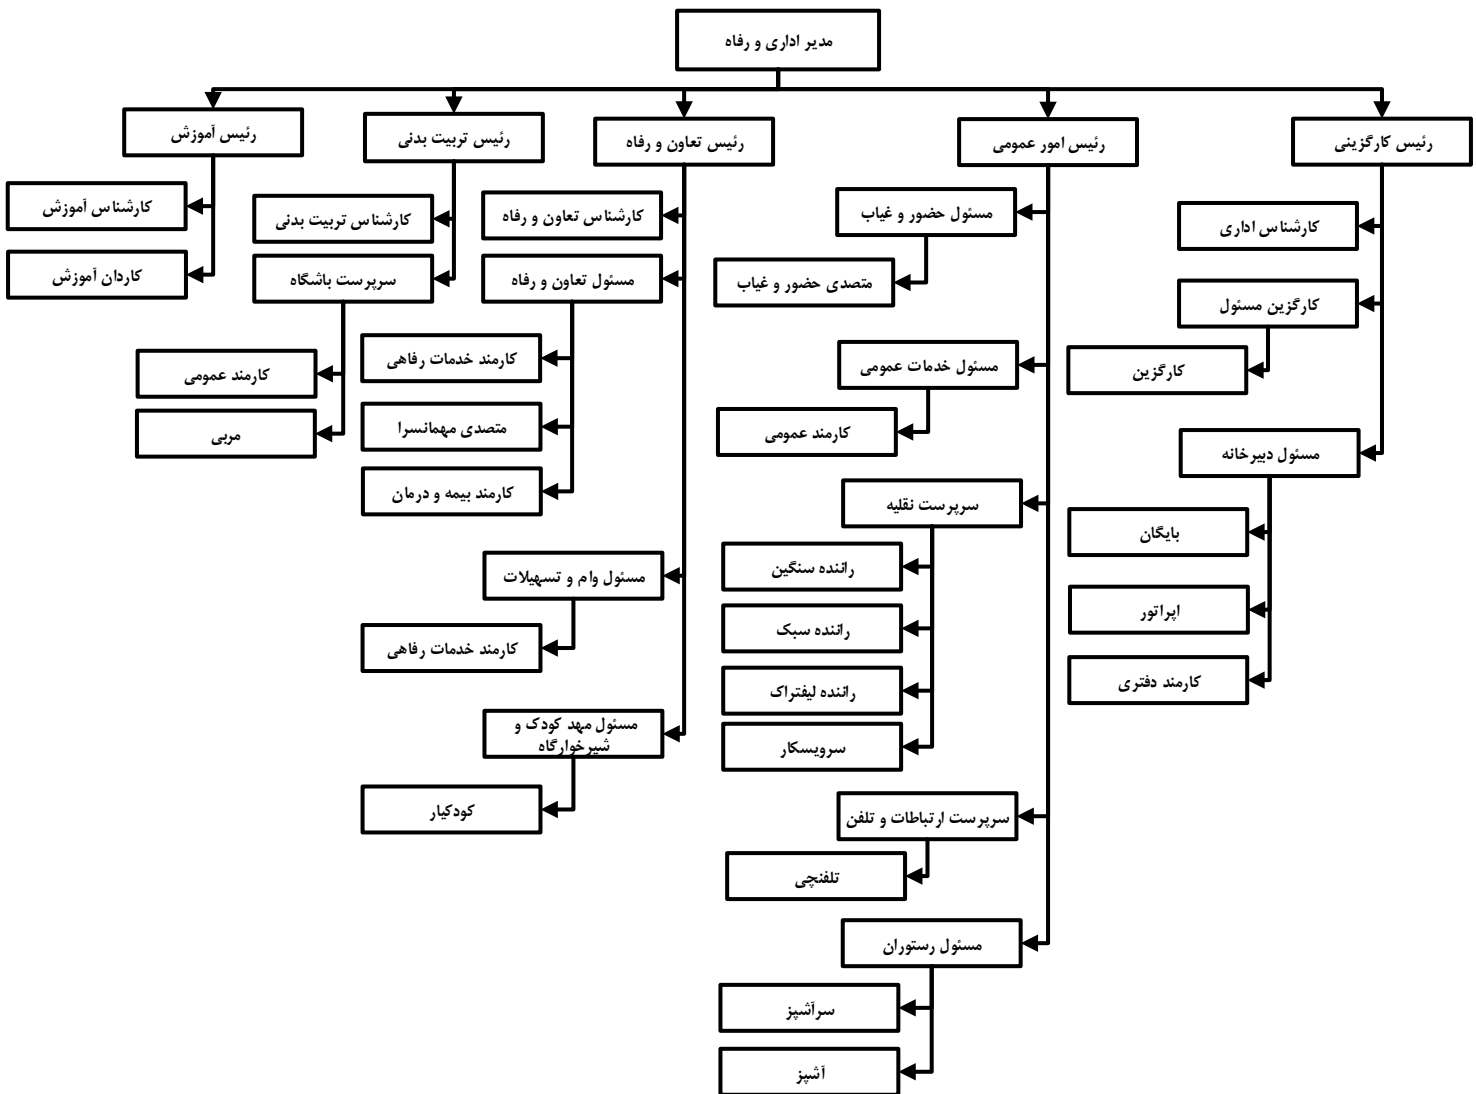 مدیر اداری و رفاه
رئیس کارگزینی
کارشناس اداری
کارگزین مسئول
کارگزین
مسئول دبیرخانه
بایگان
اپراتور
کارمند دفتری
رئیس امور عمومی
مسئول حضور و غیاب
متصدی حضور و غیاب
مسئول خدمات عمومی
کارمند عمومی
سرپرست نقلیه
راننده سنگین
راننده سبک
راننده لیفتراک
سرویسکار
سرپرست ارتباطات و تلفن
تلفنچی
مسئول رستوران
سرآشپز
آشپز
رئیس تعاون و رفاه
کارشناس تعاون و رفاه
مسئول تعاون و رفاه
کارمند خدمات رفاهی
متصدی مهمانسرا
کارمند بیمه و درمان
مسئول وام و تسهیلات
کارمند خدمات رفاهی
مسئول مهد کودک و
شیرخوارگاه
کودکیار
رئیس تربیت بدنی
کارشناس تربیت بدنی
سرپرست باشگاه
کارمند عمومی
مربی
رئیس آموزش
کارشناس آموزش
کاردان آموزش